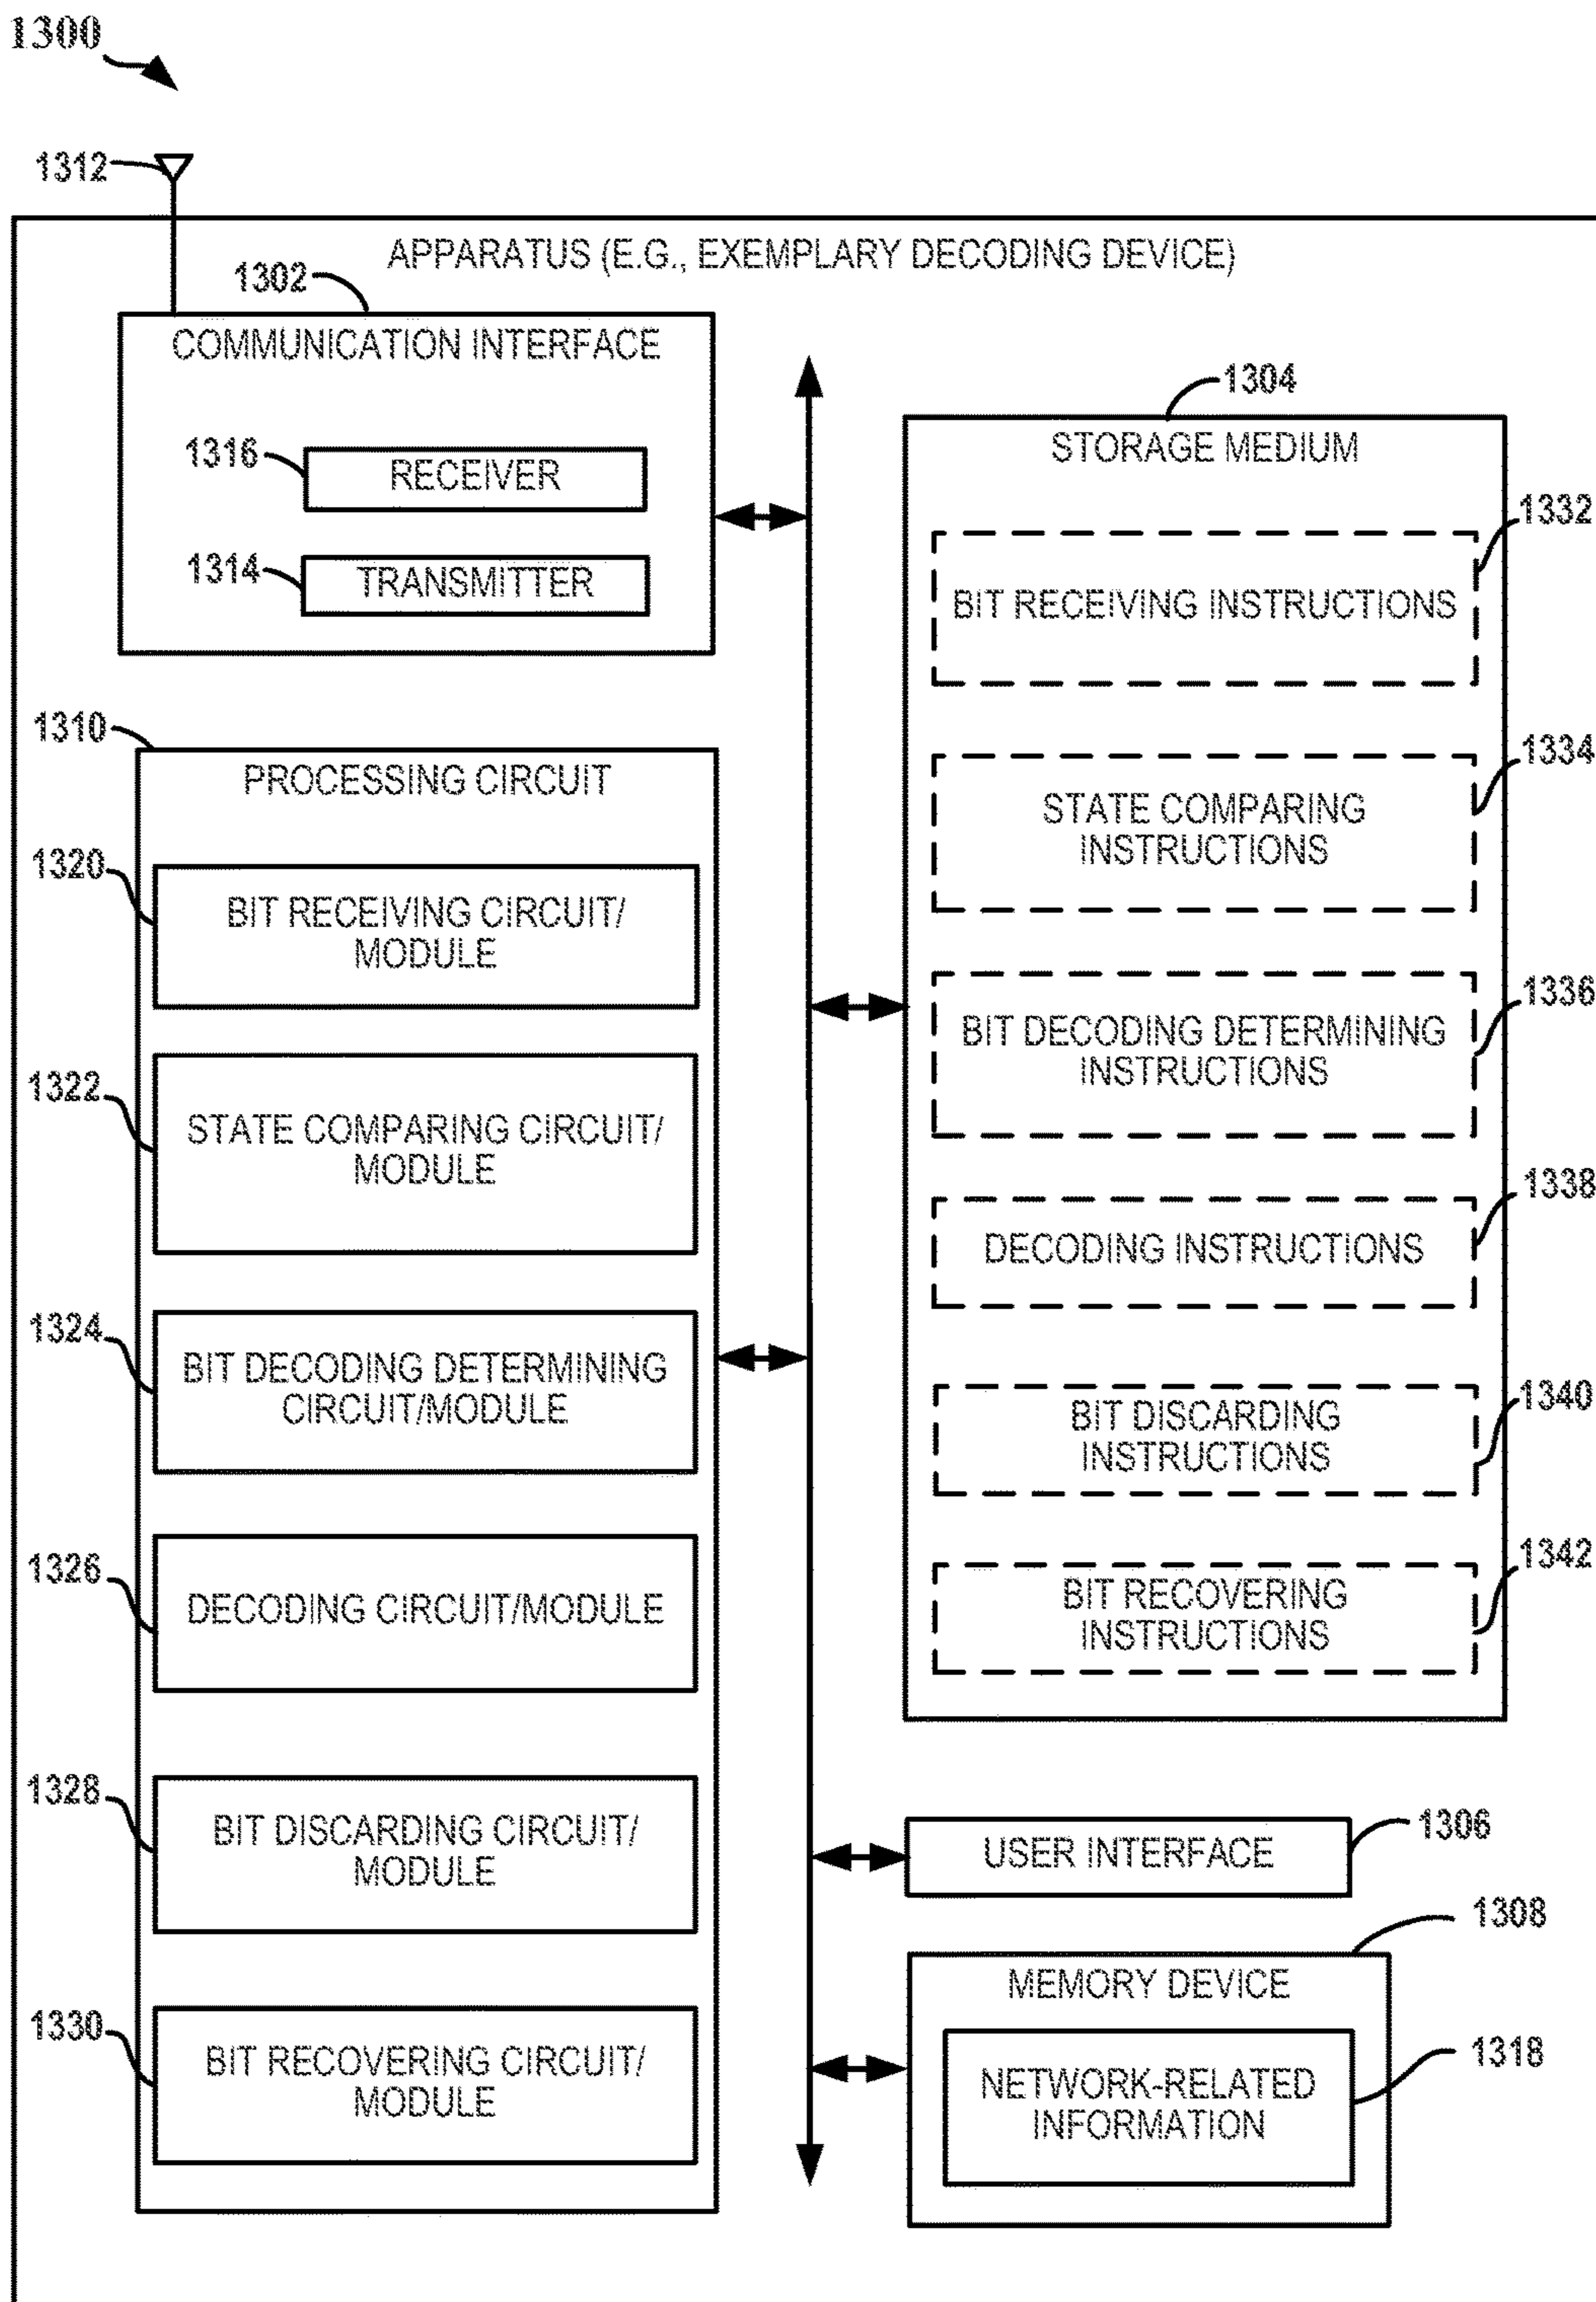 1300
1312
APPARATUS (E.G., EXEMPLARY DECODING DEVICE)
1302
COMMUNICATION INTERFACE
1316
RECEIVER
1314
TRANSMITTER
1310
PROCESSING CIRCUIT
1320
BIT RECEIVING CIRCUIT/
MODULE
1322
STATE COMPARING CIRCUIT/
MODULE
1324
BIT DECODING DETERMINING
CIRCUIT/MODULE
1326
DECODING CIRCUIT/MODULE
1328
BIT DISCARDING CIRCUIT/
MODULE
1330
BIT RECOVERING CIRCUIT/
MODULE
1304
STORAGE MEDIUM
1332
BIT RECEIVING INSTRUCTIONS
1334
STATE COMPARING
INSTRUCTIONS
1336
BIT DECODING DETERMINING
INSTRUCTIONS
1338
DECODING INSTRUCTIONS
1340
BIT DISCARDING
INSTRUCTIONS
1342
BIT RECOVERING
INSTRUCTIONS
1306
USER INTERFACE
1308
MEMORY DEVICE
1318
NETWORK-RELATED
INFORMATION